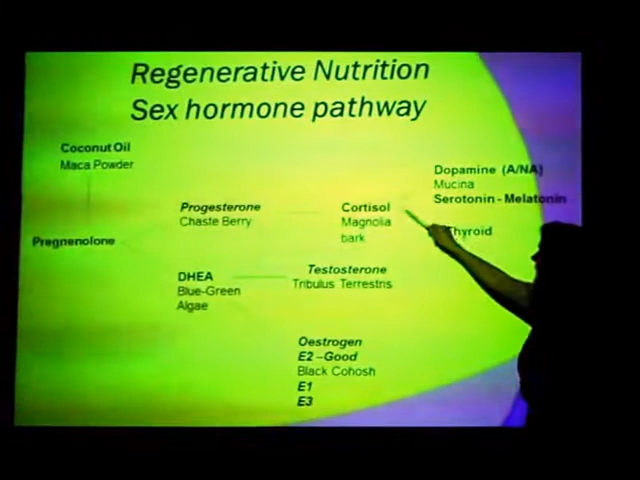 Regenerative Nutrition
Sex hormone pathway
Coconut Oil
Maca Powder
Dopamine (A/NA)
Mucina
Serotonin - Melatonin
Progesterone
Chaste Berry
Cortisol
Magnolia
bark
Thyroid
Pregnenolone
DHEA
Blue-Green
Algae
Testosterone
Tribulus Terrestris
Oestrogen
E2 –Good
Black Cohosh
E1
E3